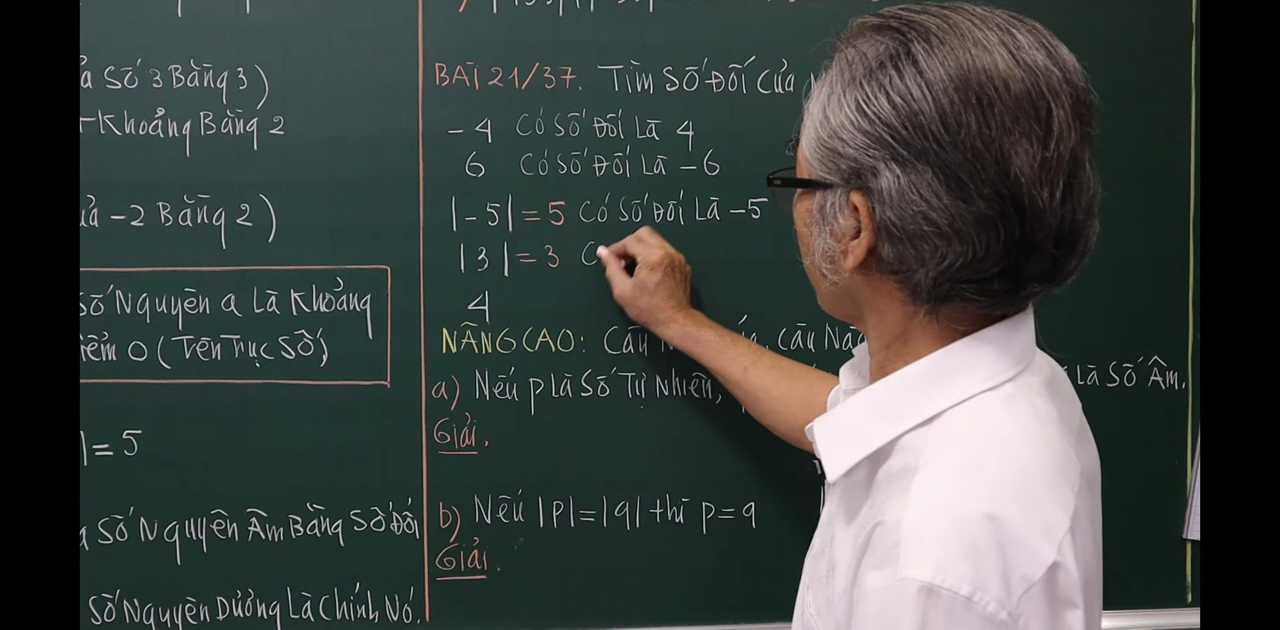 Số 3 Bằng 3)
Khoảng Bằng 2
-2 Bằng 2)
Số Nguyên a Là Khoảng
0 (Trên Trục Số)
|= 5
Số Nguyên Âm Bằng Số Đối
Số Nguyên Dương Là Chính Nó.
BÀI 21/37. Tìm Số Đối Của
-4 Có Số Đối Là 4
6 Có Số Đối Là -6
|-5| = 5 Có Số Đối Là -5
|3| = 3 C
4
NÂNG CAO: Câu Nào
a) Nếu p Là Số Tự Nhiên, Là Số Âm.
Giải.
b) Nếu |p|=|q| thì p=q
Giải.